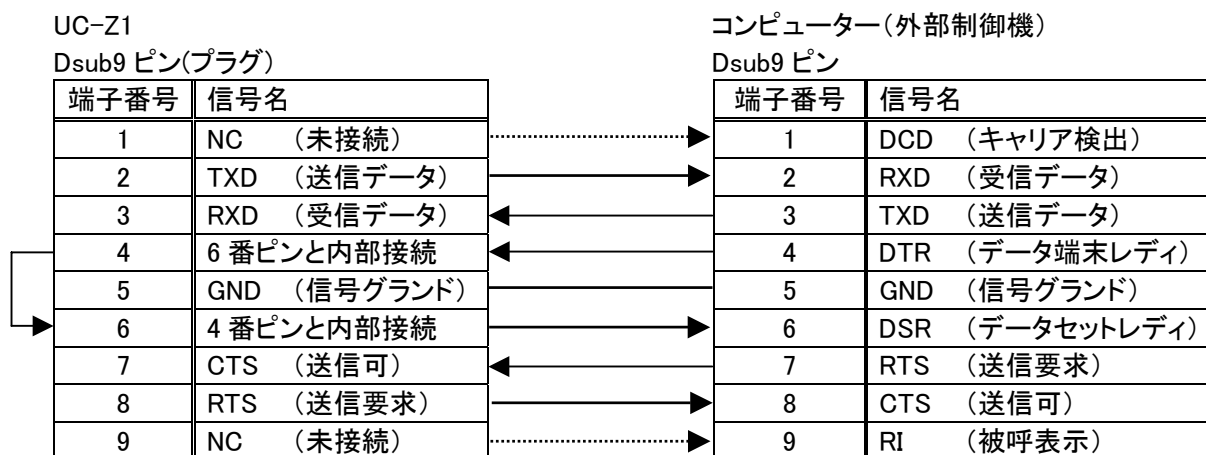 UC-Z1 コンピューター（外部制御機）
Dsub9 ピン(プラグ） Dsub9 ピン
端子番号 信号名 端子番号 信号名
1 NC （未接続） 1 DCD （キャリア検出）
2 TXD （送信データ） 2 RXD （受信データ）
3 RXD （受信データ） 3 TXD （送信データ）
4 6 番ピンと内部接続 4 DTR （データ端末レディ）
5 GND （信号グランド） 5 GND （信号グランド）
6 4 番ピンと内部接続 6 DSR （データセットレディ）
7 CTS （送信可） 7 RTS （送信要求）
8 RTS （送信要求） 8 CTS （送信可）
9 NC （未接続） 9 RI （被呼表示）